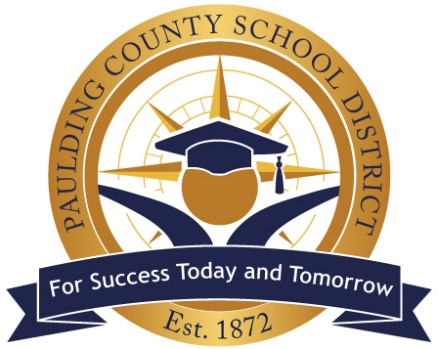 PAULDING COUNTY SCHOOL DISTRICT
For Success Today and Tomorrow
Est. 1872